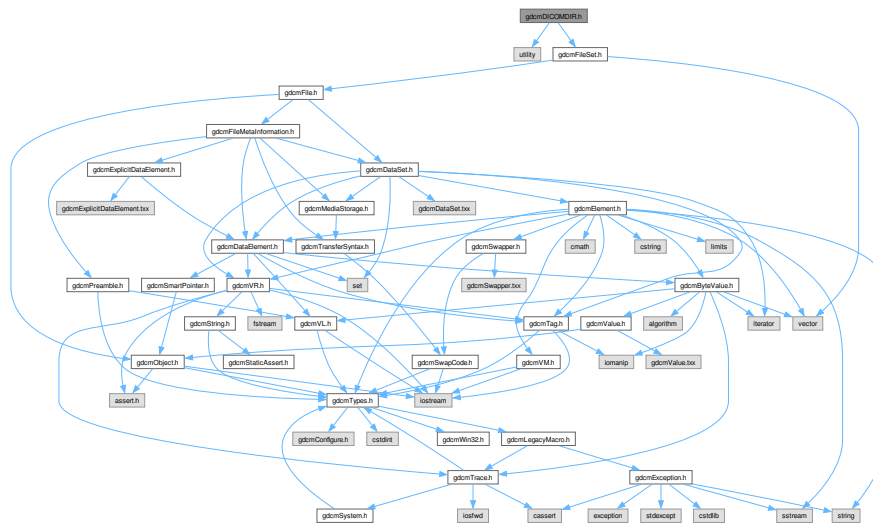 gdcmDICOMDIR.h
utility
gdcmFileSet.h
gdcmFile.h
gdcmFileMetaInformation.h
gdcmExplicitDataElement.h
gdcmDataSet.h
gdcmExplicitDataElement.txx
gdcmMediaStorage.h
gdcmDataSet.txx
gdcmElement.h
gdcmDataElement.h
gdcmTransferSyntax.h
gdcmSwapper.h
cmath
cstring
limits
gdcmPreamble.h
gdcmSmartPointer.h
gdcmVR.h
set
gdcmSwapper.txx
gdcmByteValue.h
gdcmString.h
fstream
gdcmVL.h
gdcmTag.h
gdcmValue.h
algorithm
iterator
vector
gdcmObject.h
gdcmStaticAssert.h
gdcmSwapCode.h
gdcmVM.h
iomanip
gdcmValue.txx
assert.h
gdcmTypes.h
iostream
gdcmConfigure.h
cstdint
gdcmWin32.h
gdcmLegacyMacro.h
gdcmTrace.h
gdcmException.h
gdcmSystem.h
iosfwd
cassert
exception
stdexcept
cstdlib
sstream
string